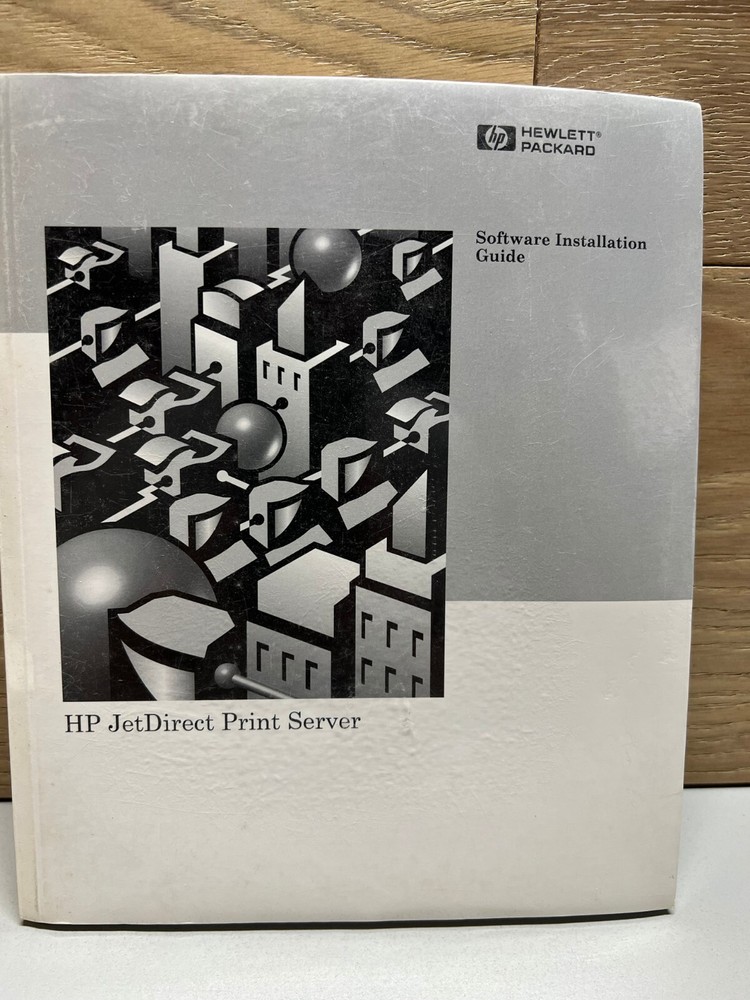 hp HEWLETT®
PACKARD
Software Installation
Guide
HP JetDirect Print Server